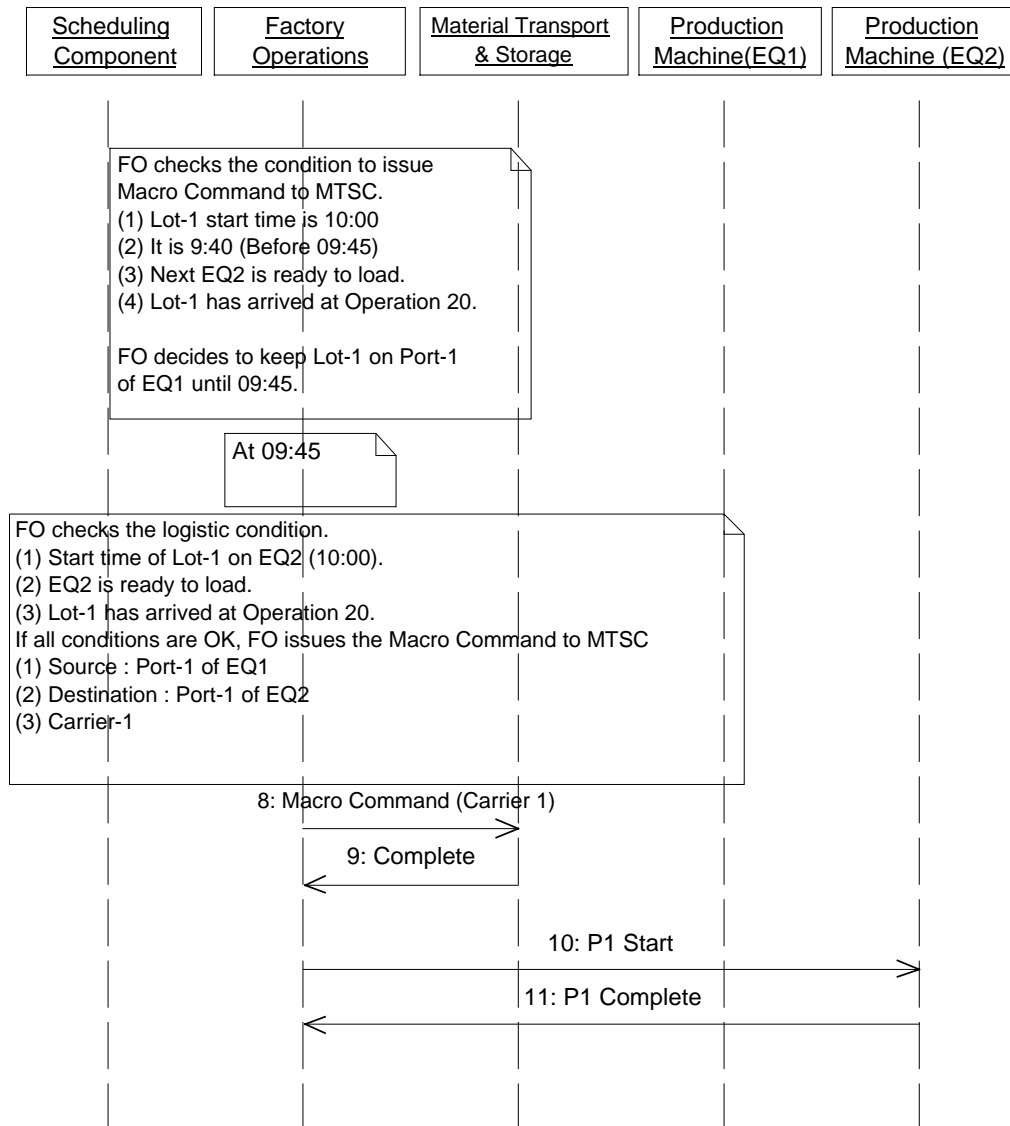 Scheduling
Component
Factory
Operations
Material Transport
& Storage
Production
Machine(EQ1)
Production
Machine (EQ2)
FO checks the condition to issue
Macro Command to MTSC.
(1) Lot-1 start time is 10:00
(2) It is 9:40 (Before 09:45)
(3) Next EQ2 is ready to load.
(4) Lot-1 has arrived at Operation 20.
FO decides to keep Lot-1 on Port-1
of EQ1 until 09:45.
At 09:45
FO checks the logistic condition.
(1) Start time of Lot-1 on EQ2 (10:00).
(2) EQ2 is ready to load.
(3) Lot-1 has arrived at Operation 20.
If all conditions are OK, FO issues the Macro Command to MTSC
(1) Source : Port-1 of EQ1
(2) Destination : Port-1 of EQ2
(3) Carrier-1
8: Macro Command (Carrier 1)
9: Complete
10: P1 Start
11: P1 Complete